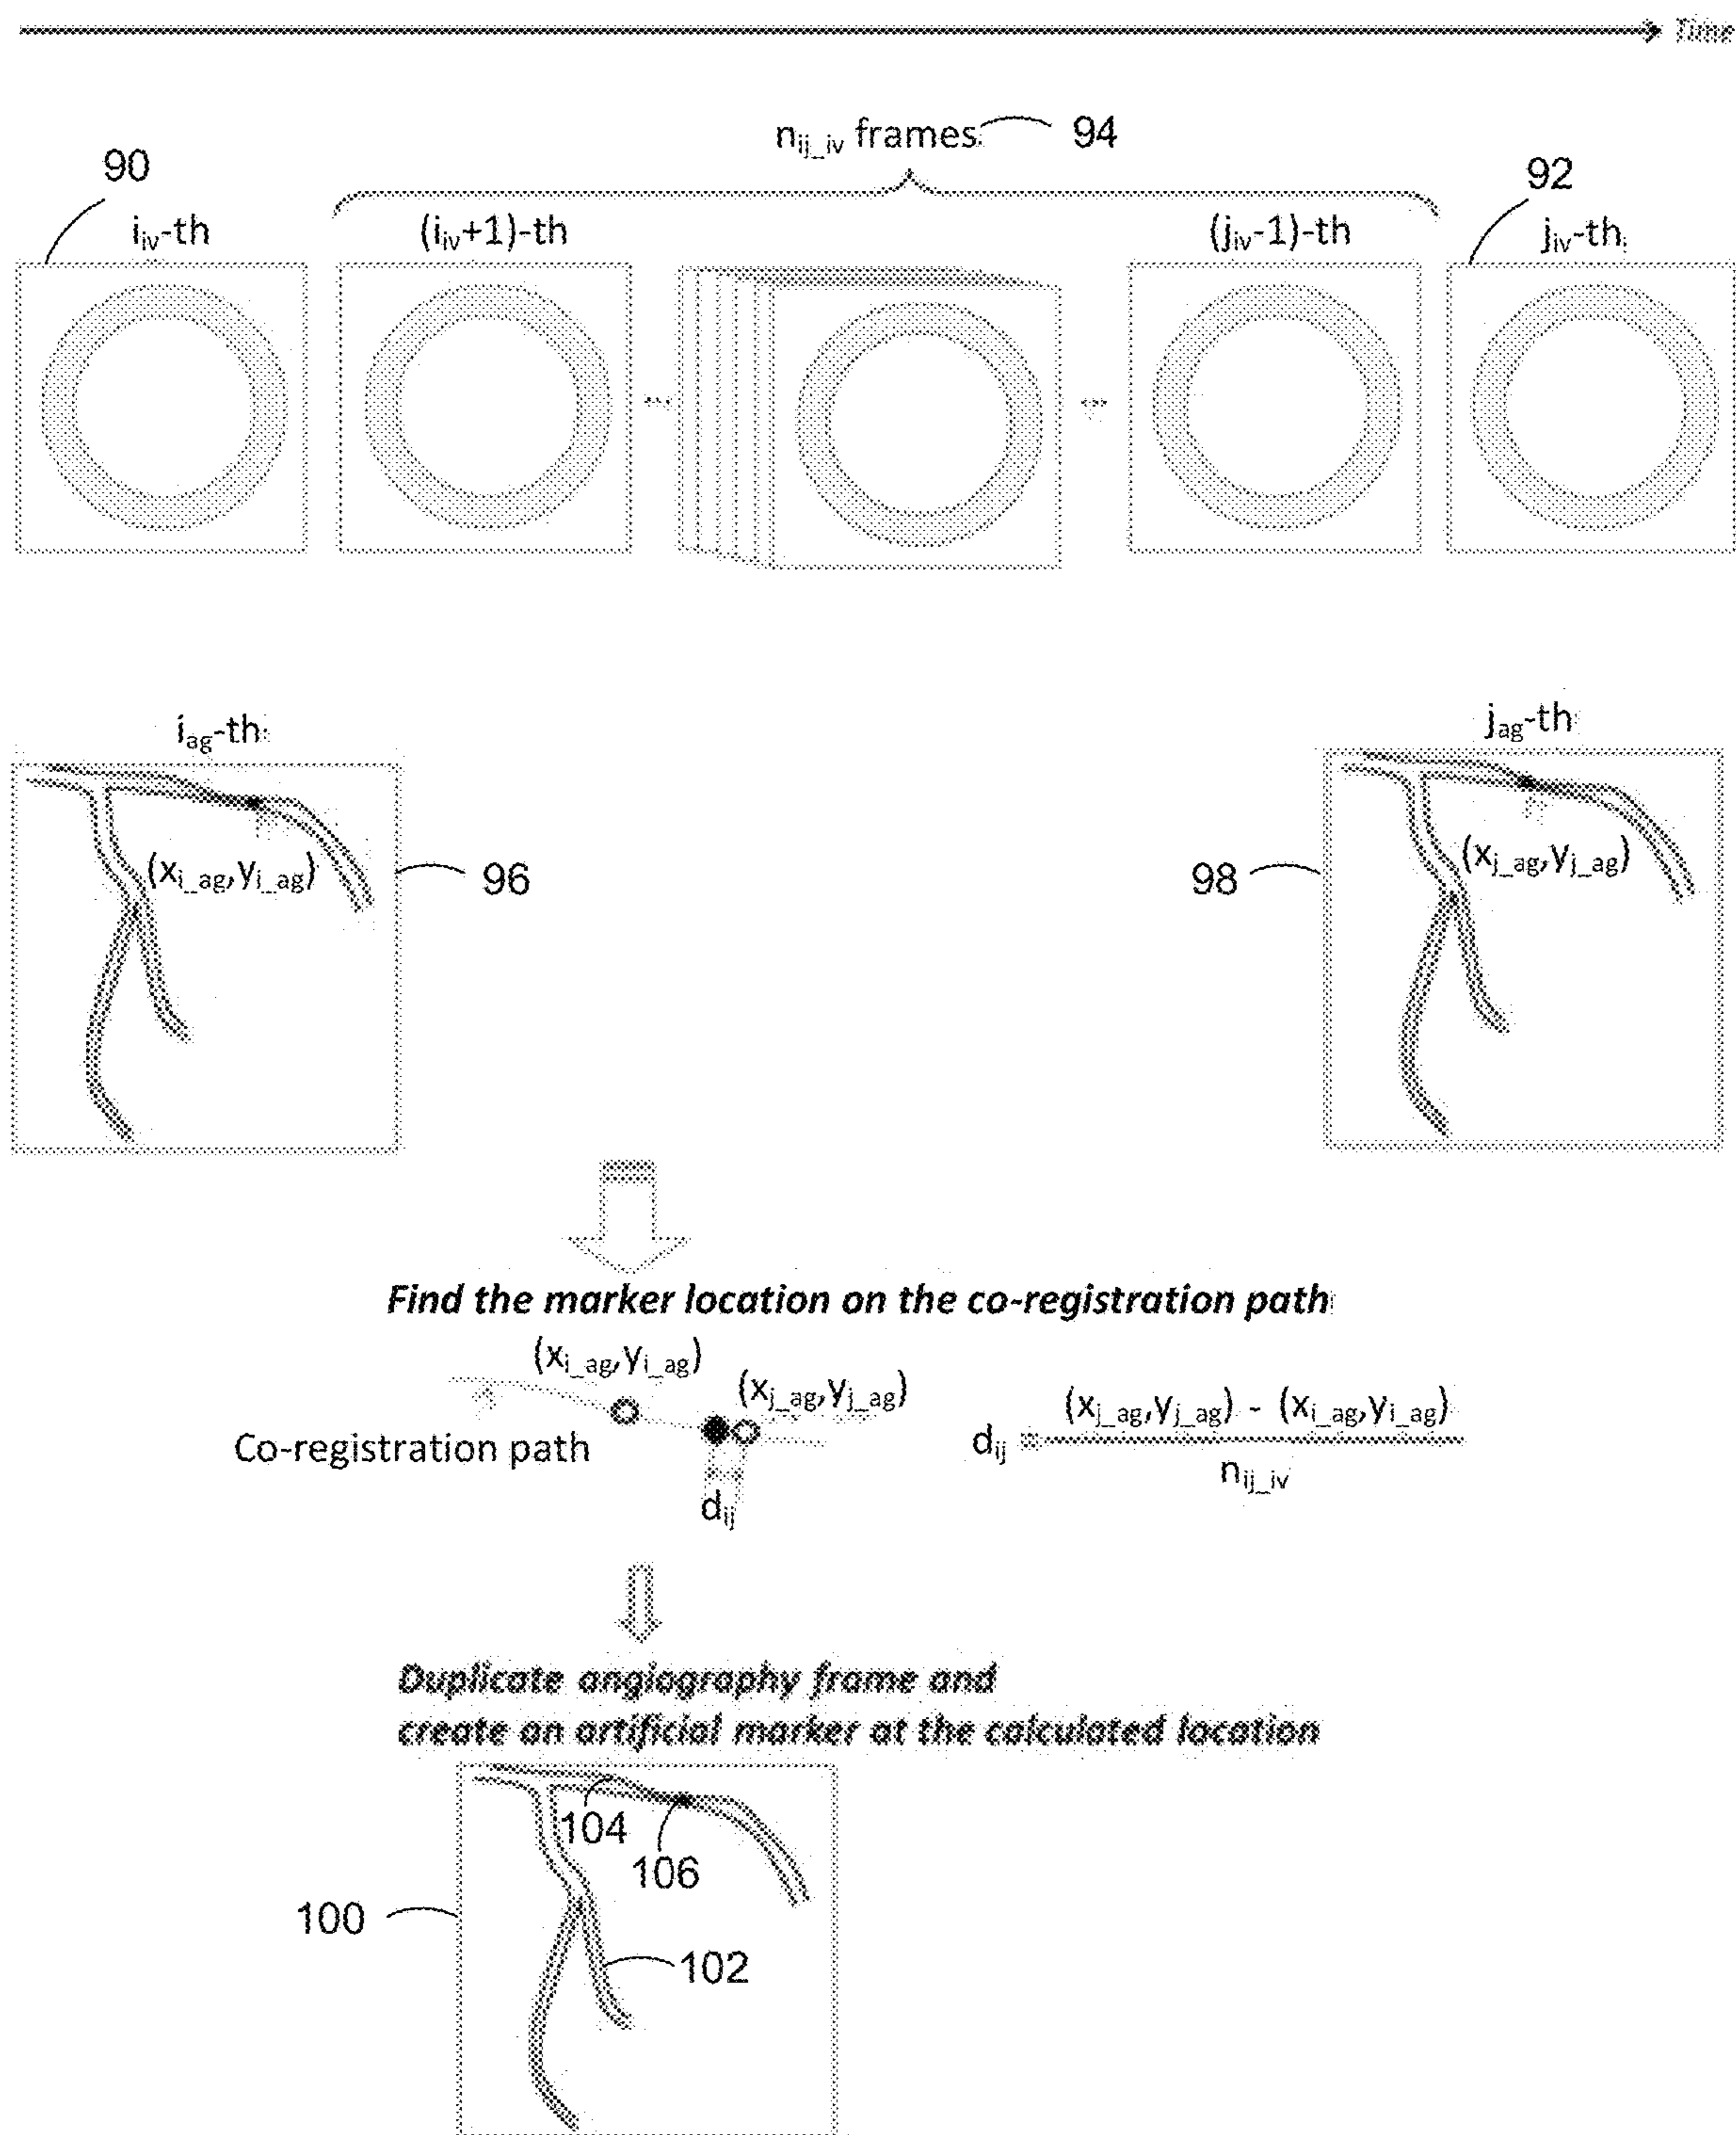 Time
n_ij_iv frames 94
90
92
i_iv-th (i_iv+1)-th (j_iv-1)-th j_iv-th
i_ag-th
j_ag-th
(x_i_ag,y_i_ag)
96
98
(x_j_ag,y_j_ag)
Find the marker location on the co-registration path
(x_i_ag,y_i_ag)
(x_j_ag,y_j_ag)
Co-registration path
d_ij
d_ij = (x_j_ag,y_j_ag) - (x_i_ag,y_i_ag)
n_ij_iv
Duplicate angiography frame and
create an artificial marker at the calculated location
104
106
100
102